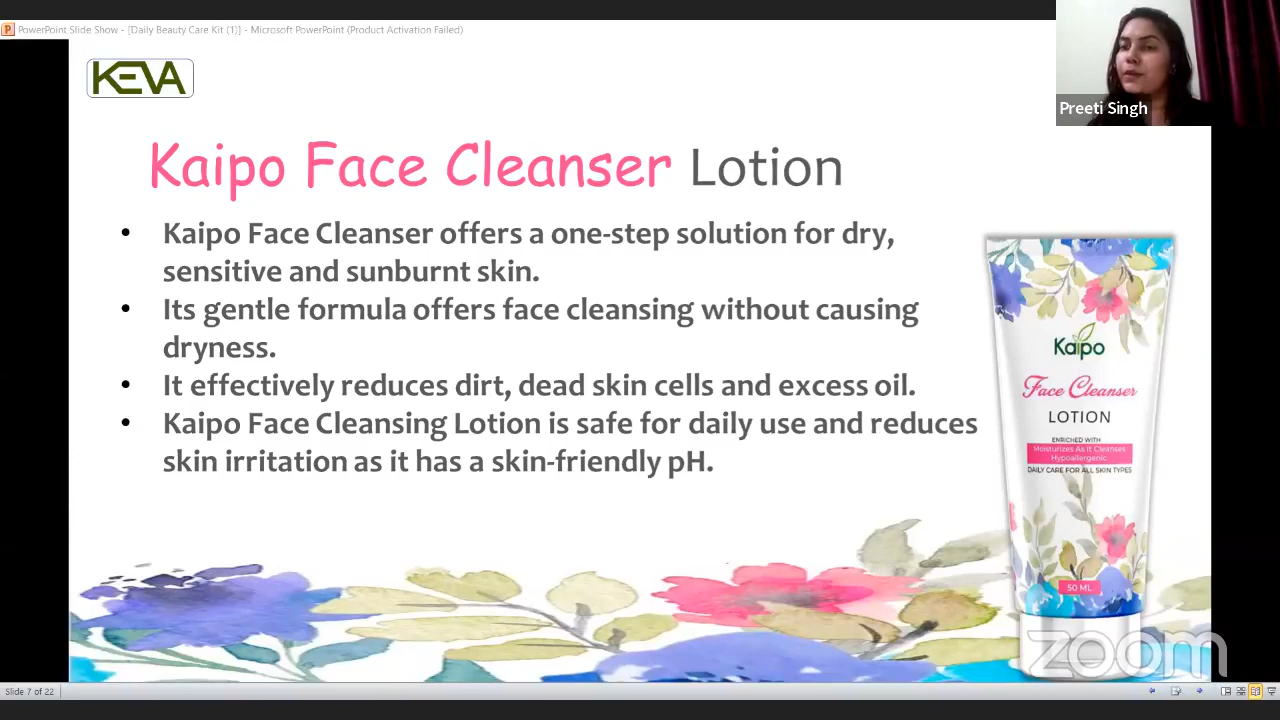 PowerPoint Slide Show - [Daily Beauty Care Kit (1)] - Microsoft PowerPoint (Product Activation Failed)
Preeti Singh
KEVA
Kaipo Face Cleanser Lotion
• Kaipo Face Cleanser offers a one-step solution for dry,
sensitive and sunburnt skin.
• Its gentle formula offers face cleansing without causing
dryness.
• It effectively reduces dirt, dead skin cells and excess oil.
• Kaipo Face Cleansing Lotion is safe for daily use and reduces
skin irritation as it has a skin-friendly pH.
Kaipo
Face Cleanser
LOTION
ENRICHED WITH
Moisturizes As It Cleanses
Hypoallergenic
DAILY CARE FOR ALL SKIN TYPES
50 ML
zoom
Slide 7 of 22